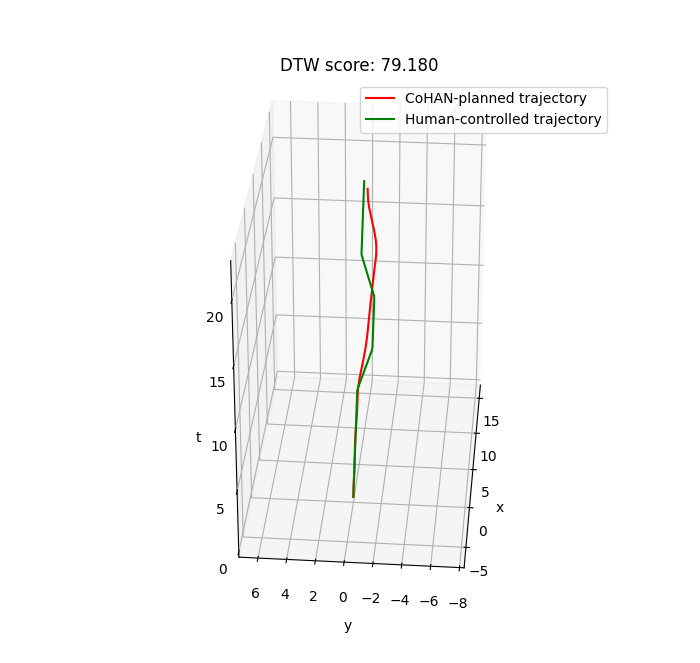 DTW score: 79.180
CoHAN-planned trajectory
Human-controlled trajectory
20
15
t
10
5
0
15
10
5
x
0
−5
6 4 2 0 −2 −4 −6 −8
y